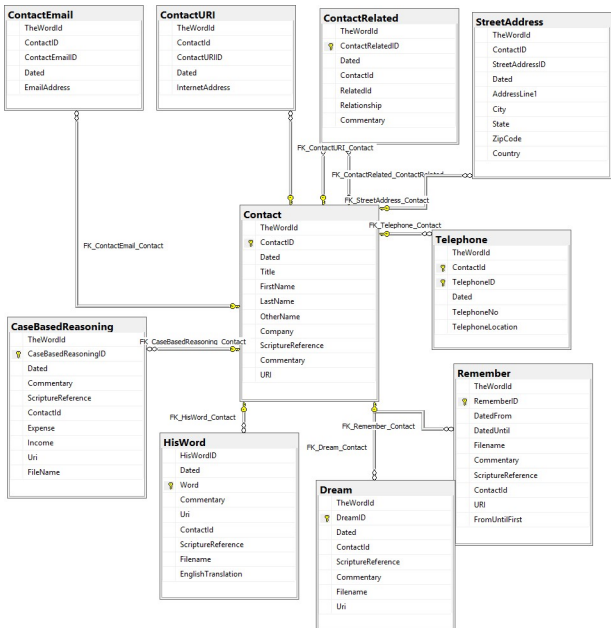 ContactEmail
TheWordId
ContactID
ContactEmailID
Dated
EmailAddress
ContactURI
TheWordId
ContactId
ContactURIID
Dated
InternetAddress
ContactRelated
TheWordId
ContactRelatedID
Dated
ContactId
RelatedId
Relationship
Commentary
StreetAddress
TheWordId
ContactID
StreetAddressID
Dated
AddressLine1
City
State
ZipCode
Country
FK_ContactURI_Contact
FK_ContactRelated_ContactRelated
FK_StreetAddress_Contact
FK_Telephone_Contact
FK_ContactEmail_Contact
Contact
TheWordId
ContactID
Dated
Title
FirstName
LastName
OtherName
Company
ScriptureReference
Commentary
URI
Telephone
TheWordId
ContactId
TelephoneID
Dated
TelephoneNo
TelephoneLocation
CaseBasedReasoning
TheWordId
CaseBasedReasoningID
Dated
Commentary
ScriptureReference
ContactId
Expense
Income
Uri
FileName
FK_CaseBasedReasoning_Contact
FK_HisWord_Contact
FK_Remember_Contact
FK_Dream_Contact
Remember
TheWordId
RememberID
DatedFrom
DatedUntil
Filename
Commentary
ScriptureReference
ContactId
URI
FromUntilFirst
HisWord
HisWordID
Dated
Word
Commentary
Uri
ContactId
ScriptureReference
Filename
EnglishTranslation
Dream
TheWordId
DreamID
Dated
ContactId
ScriptureReference
Commentary
Filename
Uri